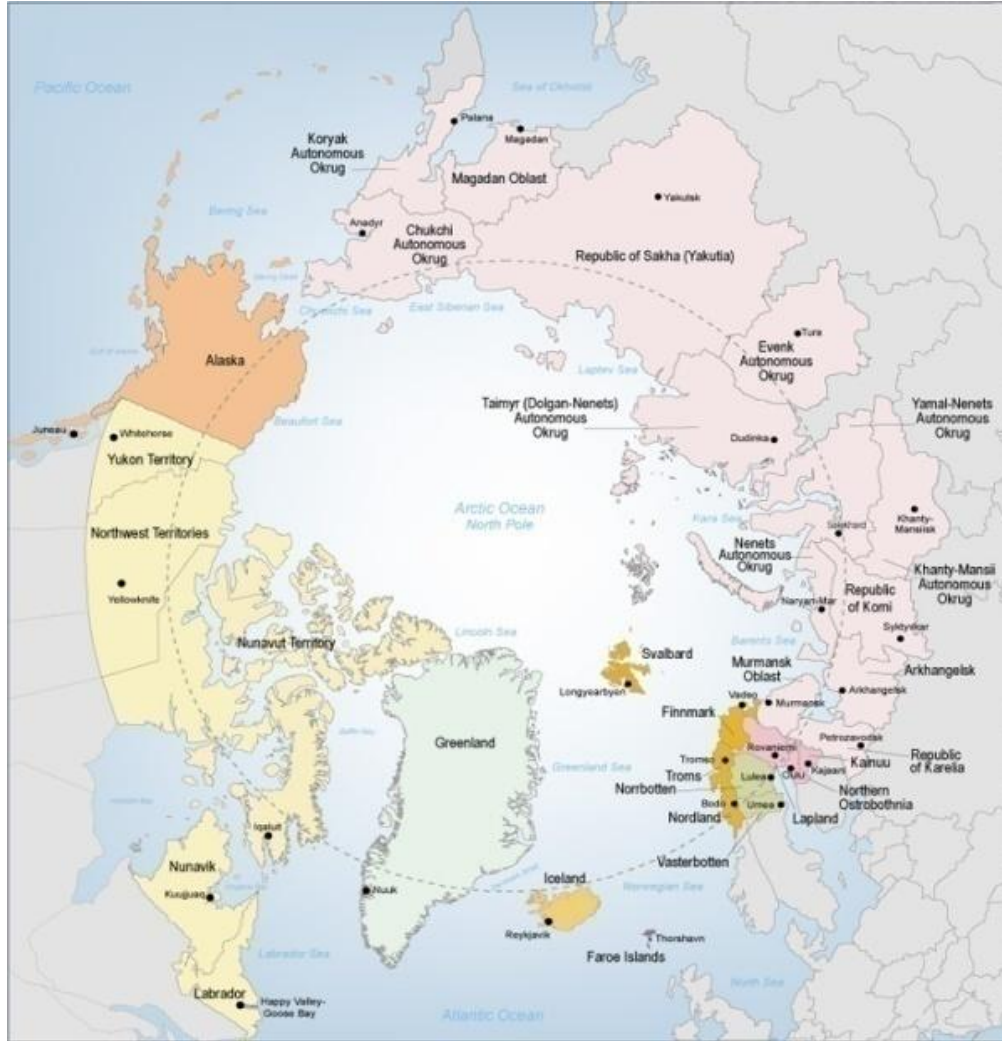 Pacific Ocean
Sea of Okhotsk
Palana
Magadan
Koryak
Autonomous
Okrug
Magadan Oblast
Yakutsk
Bering Sea
Anadyr
Chukchi
Autonomous
Okrug
Republic of Sakha (Yakutia)
East Siberian Sea
Tura
Evenk
Autonomous
Okrug
Alaska
Laptev Sea
Taimyr (Dolgan-Nenets)
Autonomous
Okrug
Yamal-Nenets
Autonomous
Okrug
Beaufort Sea
Juneau
Whitehorse
Dudinka
Yukon Territory
Arctic Ocean
North Pole
Kara Sea
Khanty-
Mansiisk
Salekhard
Northwest Territories
Nenets
Autonomous
Okrug
Khanty-Mansii
Autonomous
Okrug
Yellowknife
Republic
of Komi
Naryan-Mar
Syktyvkar
Nunavut Territory
Lincoln Sea
Barents Sea
Svalbard
Murmansk
Oblast
Arkhangelsk
Longyearbyen
Arkhangelsk
Vadsø
Murmansk
Finnmark
Greenland
Petrozavodsk
Rovaniemi
Republic
of Karelia
Kainuu
Tromsø
Kajaani
Greenland Sea
Troms
Lulea
Norrbotten
Northern
Ostrobothnia
Bodø
Umea
Nordland
Lapland
Iqaluit
Vasterbotten
Nunavik
Kuujjuaq
Nuuk
Iceland
Norwegian Sea
Reykjavik
Thorshavn
Faroe Islands
Labrador Sea
North Sea
Labrador
Happy Valley-
Goose Bay
Atlantic Ocean